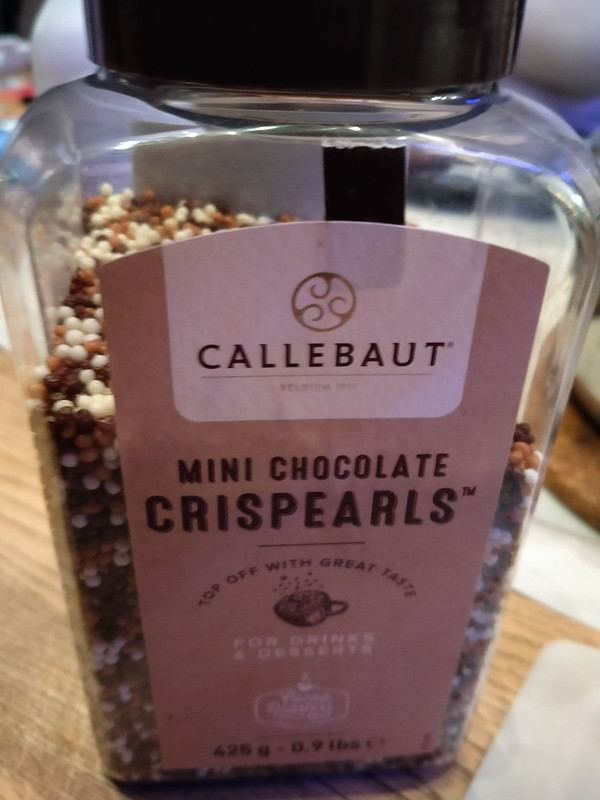 CALLEBAUT®
BELGIUM 1911
MINI CHOCOLATE
CRISPEARLS™
TOP OFF WITH GREAT TASTE
FOR DRINKS
& DESSERTS
425 g - 0.9 lbs ℮